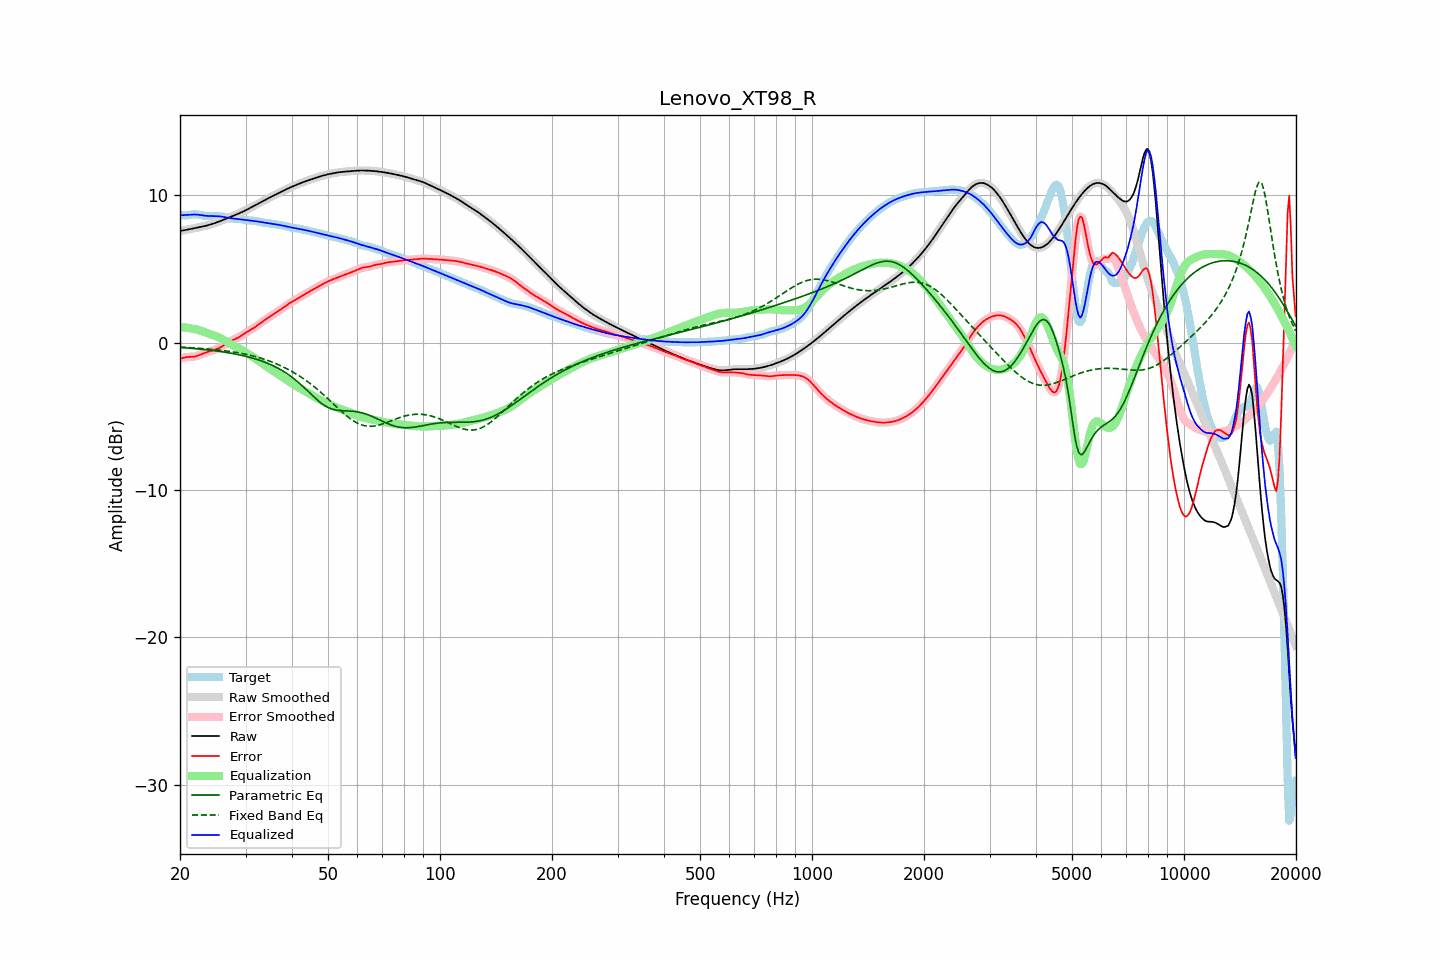 Lenovo_XT98_R
Amplitude (dBr)
10
0
−10
−20
−30
Target
Raw Smoothed
Error Smoothed
Raw
Error
Equalization
Parametric Eq
Fixed Band Eq
Equalized
20 50 100 200 500 1000 2000 5000 10000 20000
Frequency (Hz)